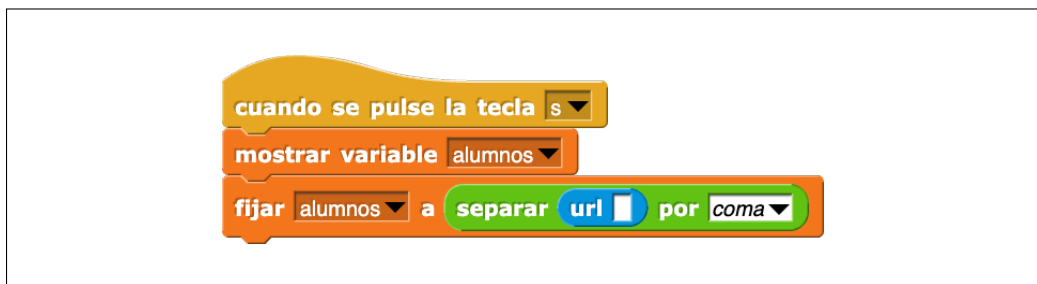 cuando se pulse la tecla s
mostrar variable alumnos
fijar alumnos a separar url por coma